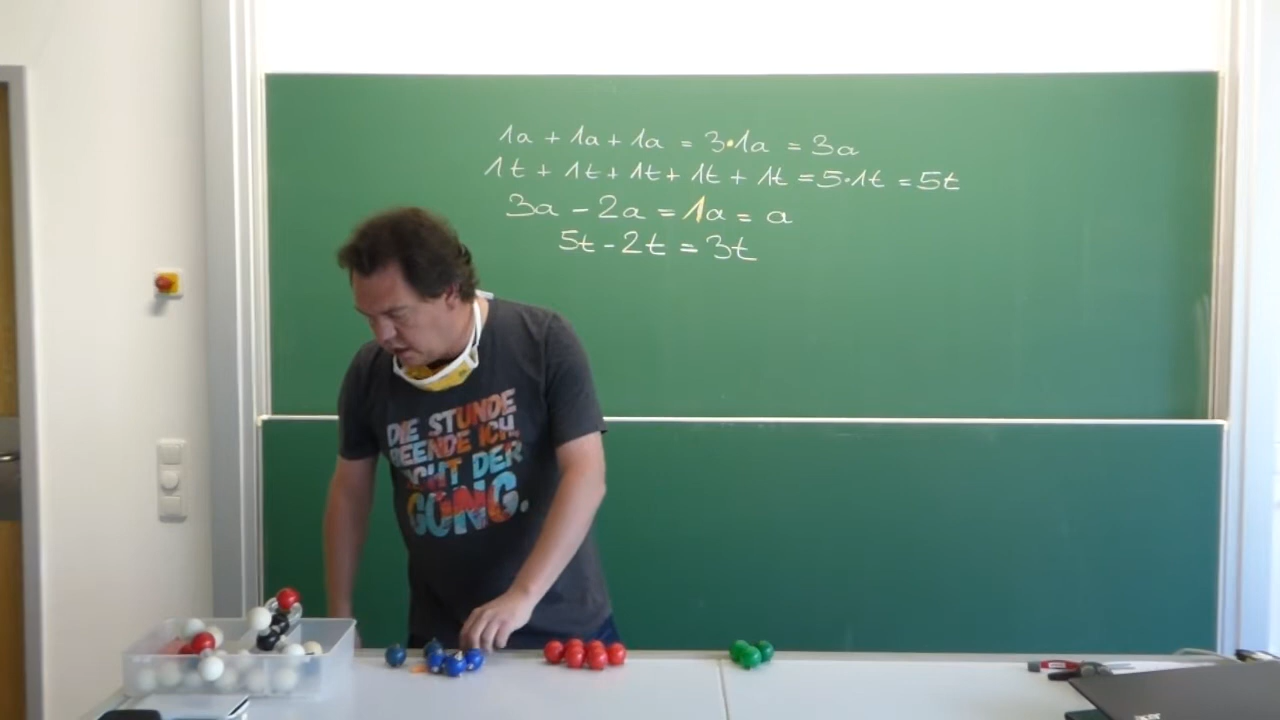 1a + 1a + 1a = 3·1a = 3a
1t + 1t + 1t + 1t + 1t = 5·1t = 5t
3a - 2a = 1a = a
5t - 2t = 3t
DIE STUNDE
BEENDE ICH,
NICHT DER
GONG.
acer